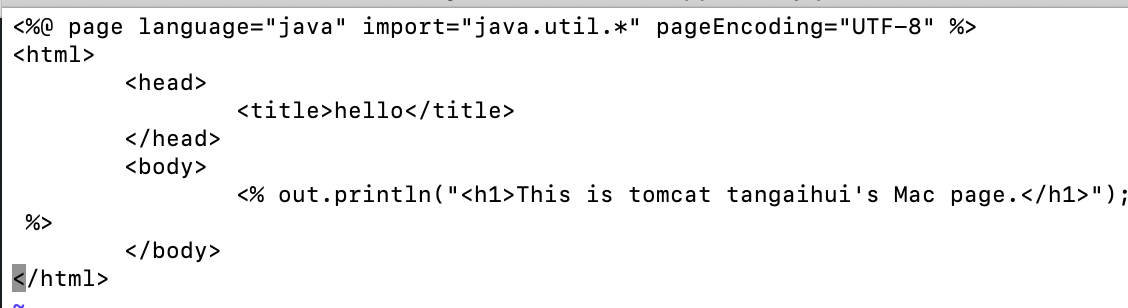 <%@ page language="java" import="java.util.*" pageEncoding="UTF-8" %>
<html>
        <head>
                <title>hello</title>
        </head>
        <body>
                <% out.println("<h1>This is tomcat tangaihui's Mac page.</h1>");
 %>
        </body>
</html>
~